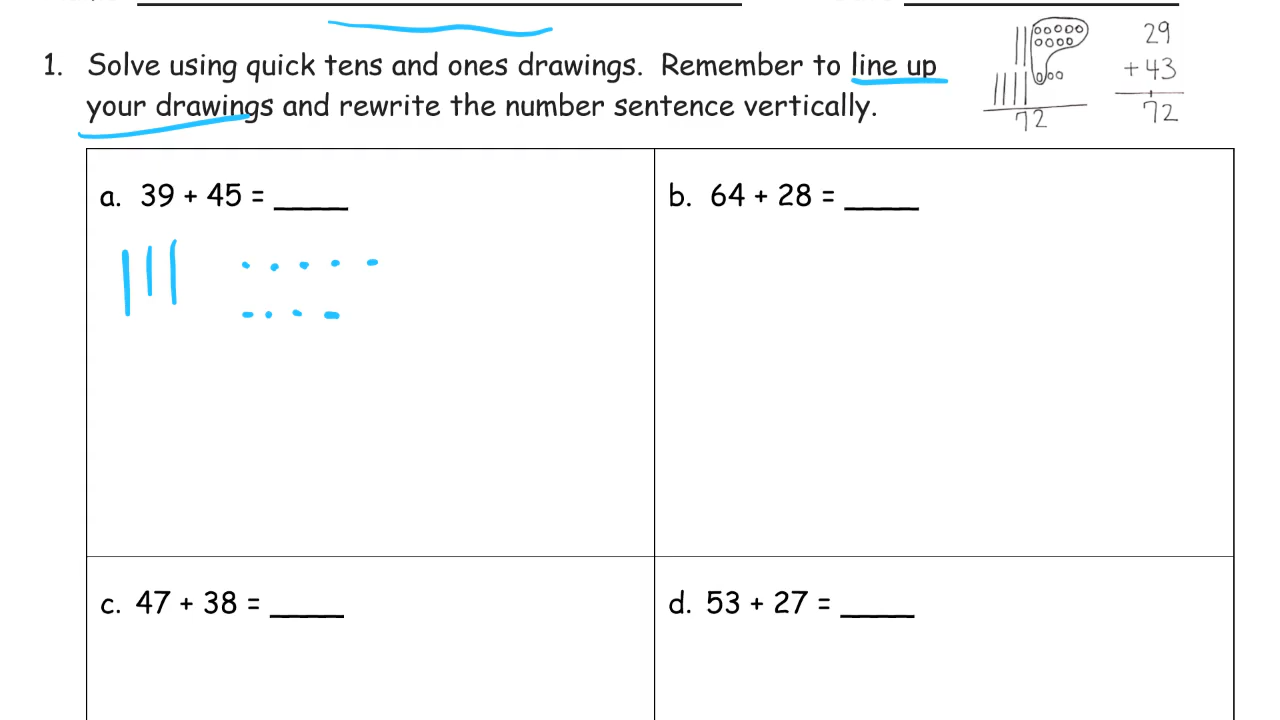 1. Solve using quick tens and ones drawings. Remember to line up
your drawings and rewrite the number sentence vertically.
72
29
+ 43
72
a. 39 + 45 = _____
b. 64 + 28 = _____
c. 47 + 38 = _____
d. 53 + 27 = _____